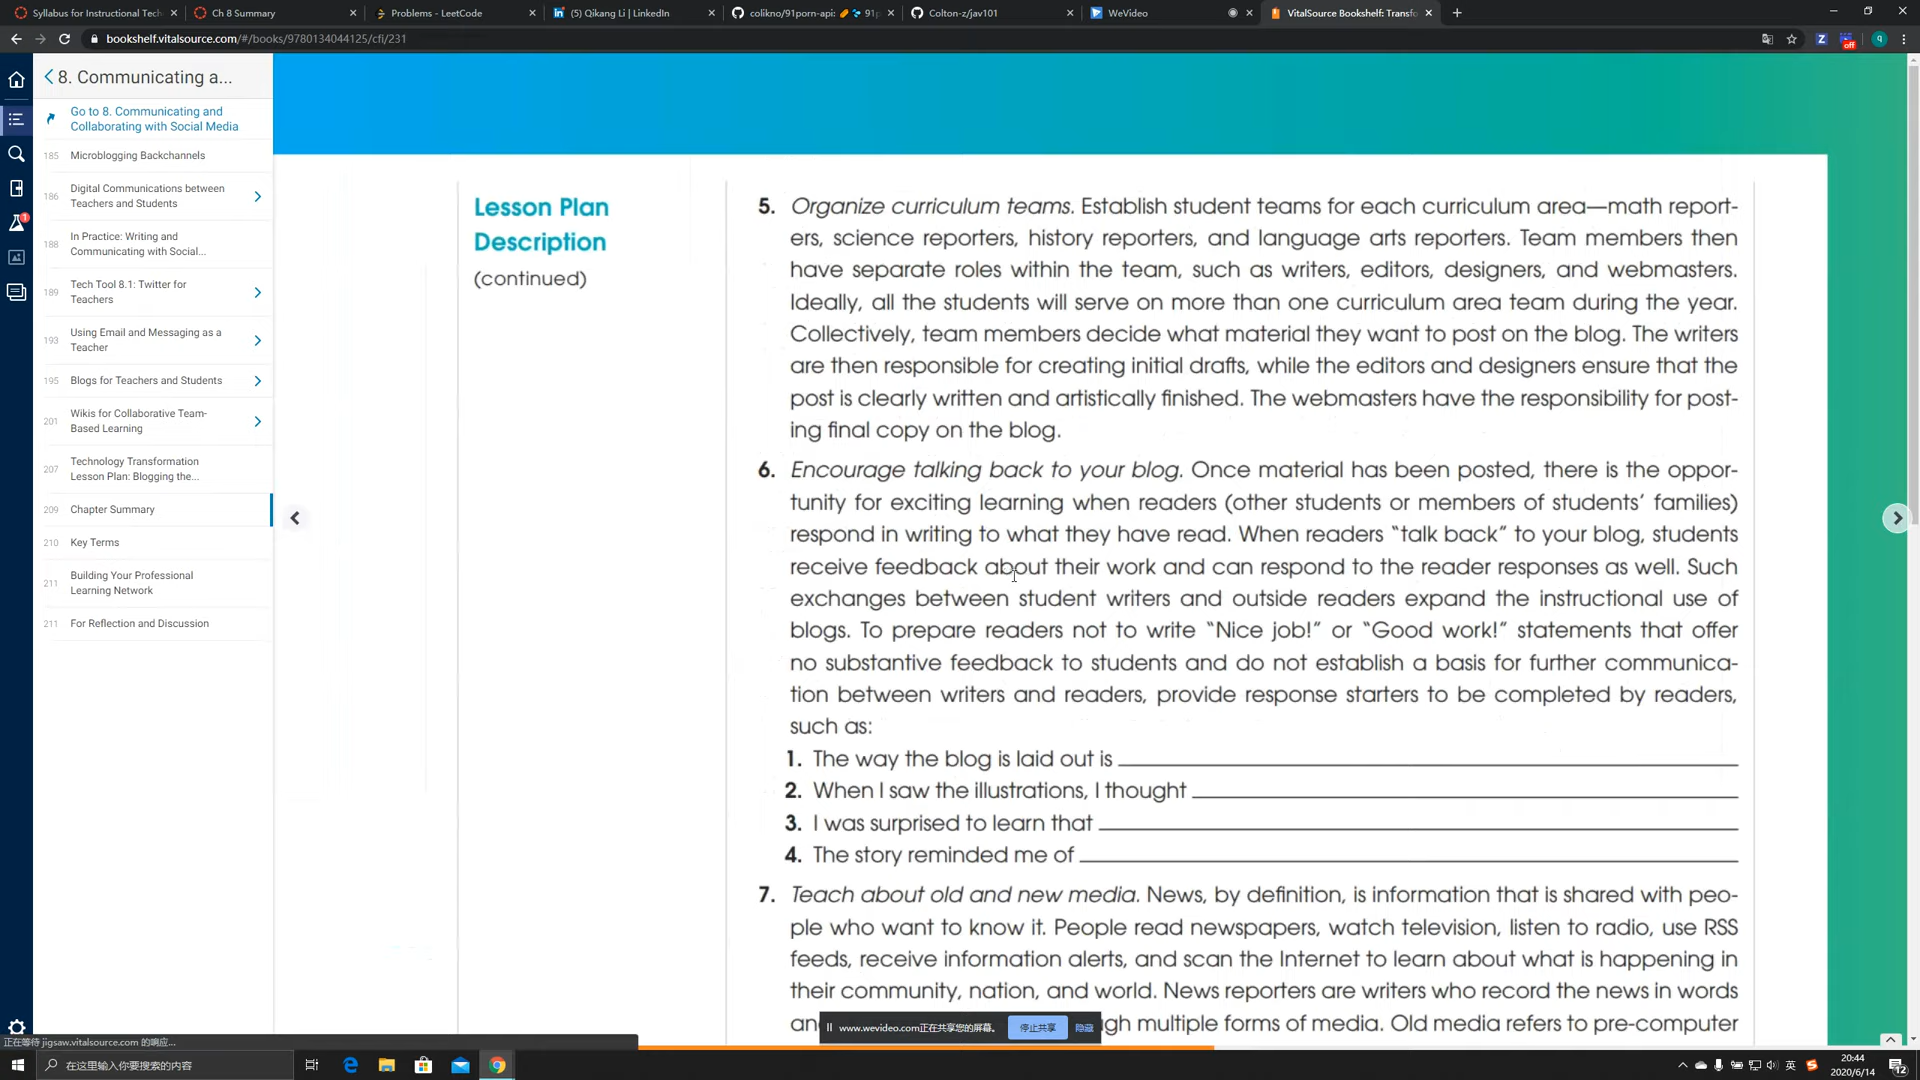 Syllabus for Instructional Tech
Ch 8 Summary
Problems - LeetCode
(5) Qikang Li | LinkedIn
colikno/91porn-api:
Colton-z/jav101
WeVideo
VitalSource Bookshelf: Transfo
bookshelf.vitalsource.com/#/books/9780134044125/cfi/231
off
8. Communicating a...
Go to 8. Communicating and
Collaborating with Social Media
185 Microblogging Backchannels
186 Digital Communications between
Teachers and Students
188 In Practice: Writing and
Communicating with Social...
189 Tech Tool 8.1: Twitter for
Teachers
193 Using Email and Messaging as a
Teacher
195 Blogs for Teachers and Students
201 Wikis for Collaborative Team-
Based Learning
207 Technology Transformation
Lesson Plan: Blogging the...
209 Chapter Summary
210 Key Terms
211 Building Your Professional
Learning Network
211 For Reflection and Discussion
Lesson Plan
Description
(continued)
5. Organize curriculum teams. Establish student teams for each curriculum area—math report-
ers, science reporters, history reporters, and language arts reporters. Team members then
have separate roles within the team, such as writers, editors, designers, and webmasters.
Ideally, all the students will serve on more than one curriculum area team during the year.
Collectively, team members decide what material they want to post on the blog. The writers
are then responsible for creating initial drafts, while the editors and designers ensure that the
post is clearly written and artistically finished. The webmasters have the responsibility for post-
ing final copy on the blog.
6. Encourage talking back to your blog. Once material has been posted, there is the oppor-
tunity for exciting learning when readers (other students or members of students’ families)
respond in writing to what they have read. When readers “talk back” to your blog, students
receive feedback about their work and can respond to the reader responses as well. Such
exchanges between student writers and outside readers expand the instructional use of
blogs. To prepare readers not to write “Nice job!” or “Good work!” statements that offer
no substantive feedback to students and do not establish a basis for further communica-
tion between writers and readers, provide response starters to be completed by readers,
such as:
1. The way the blog is laid out is
2. When I saw the illustrations, I thought
3. I was surprised to learn that
4. The story reminded me of
7. Teach about old and new media. News, by definition, is information that is shared with peo-
ple who want to know it. People read newspapers, watch television, listen to radio, use RSS
feeds, receive information alerts, and scan the Internet to learn about what is happening in
their community, nation, and world. News reporters are writers who record the news in words
gh multiple forms of media. Old media refers to pre-computer
www.wevideo.com正在共享您的屏幕。 停止共享 隐藏
正在等待 jigsaw.vitalsource.com 的响应...
在这里输入你要搜索的内容
英
20:44
2020/6/14
12